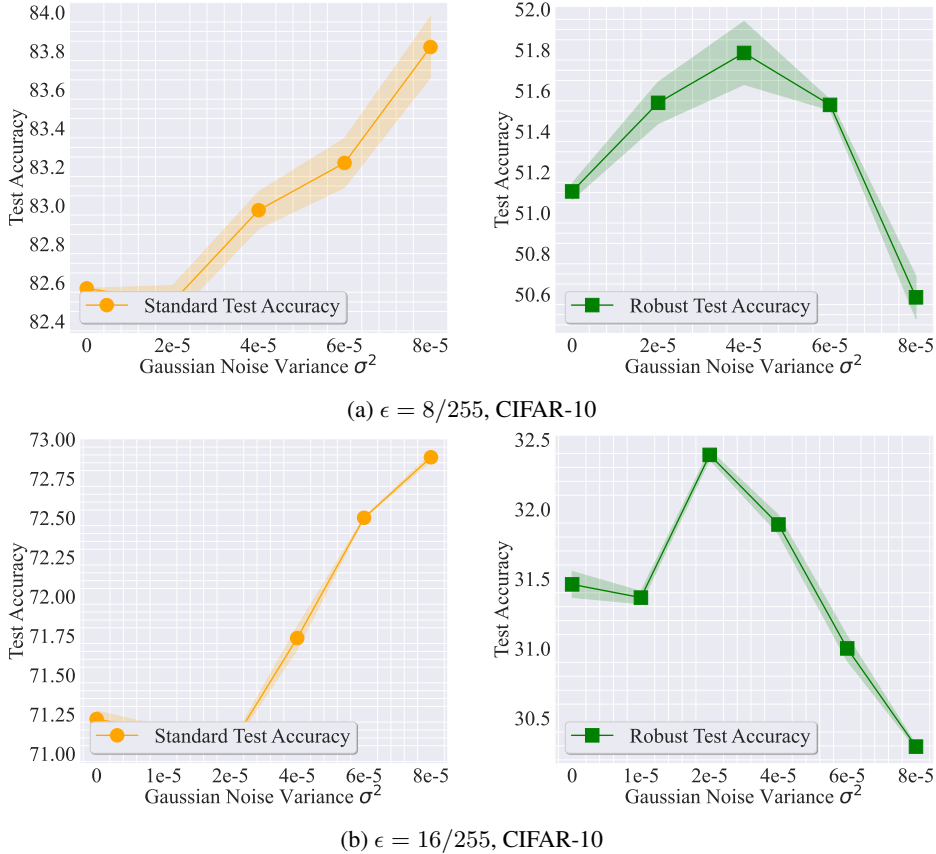 84.0
83.8
83.6
83.4
83.2
83.0
82.8
82.6
82.4
Test Accuracy
Standard Test Accuracy
0 2e-5 4e-5 6e-5 8e-5
Gaussian Noise Variance σ²
52.0
51.8
51.6
51.4
51.2
51.0
50.8
50.6
Test Accuracy
Robust Test Accuracy
0 2e-5 4e-5 6e-5 8e-5
Gaussian Noise Variance σ²
(a) ϵ = 8/255, CIFAR-10
73.00
72.75
72.50
72.25
72.00
71.75
71.50
71.25
71.00
Test Accuracy
Standard Test Accuracy
0 1e-5 2e-5 4e-5 6e-5 8e-5
Gaussian Noise Variance σ²
32.5
32.0
31.5
31.0
30.5
Test Accuracy
Robust Test Accuracy
0 1e-5 2e-5 4e-5 6e-5 8e-5
Gaussian Noise Variance σ²
(b) ϵ = 16/255, CIFAR-10